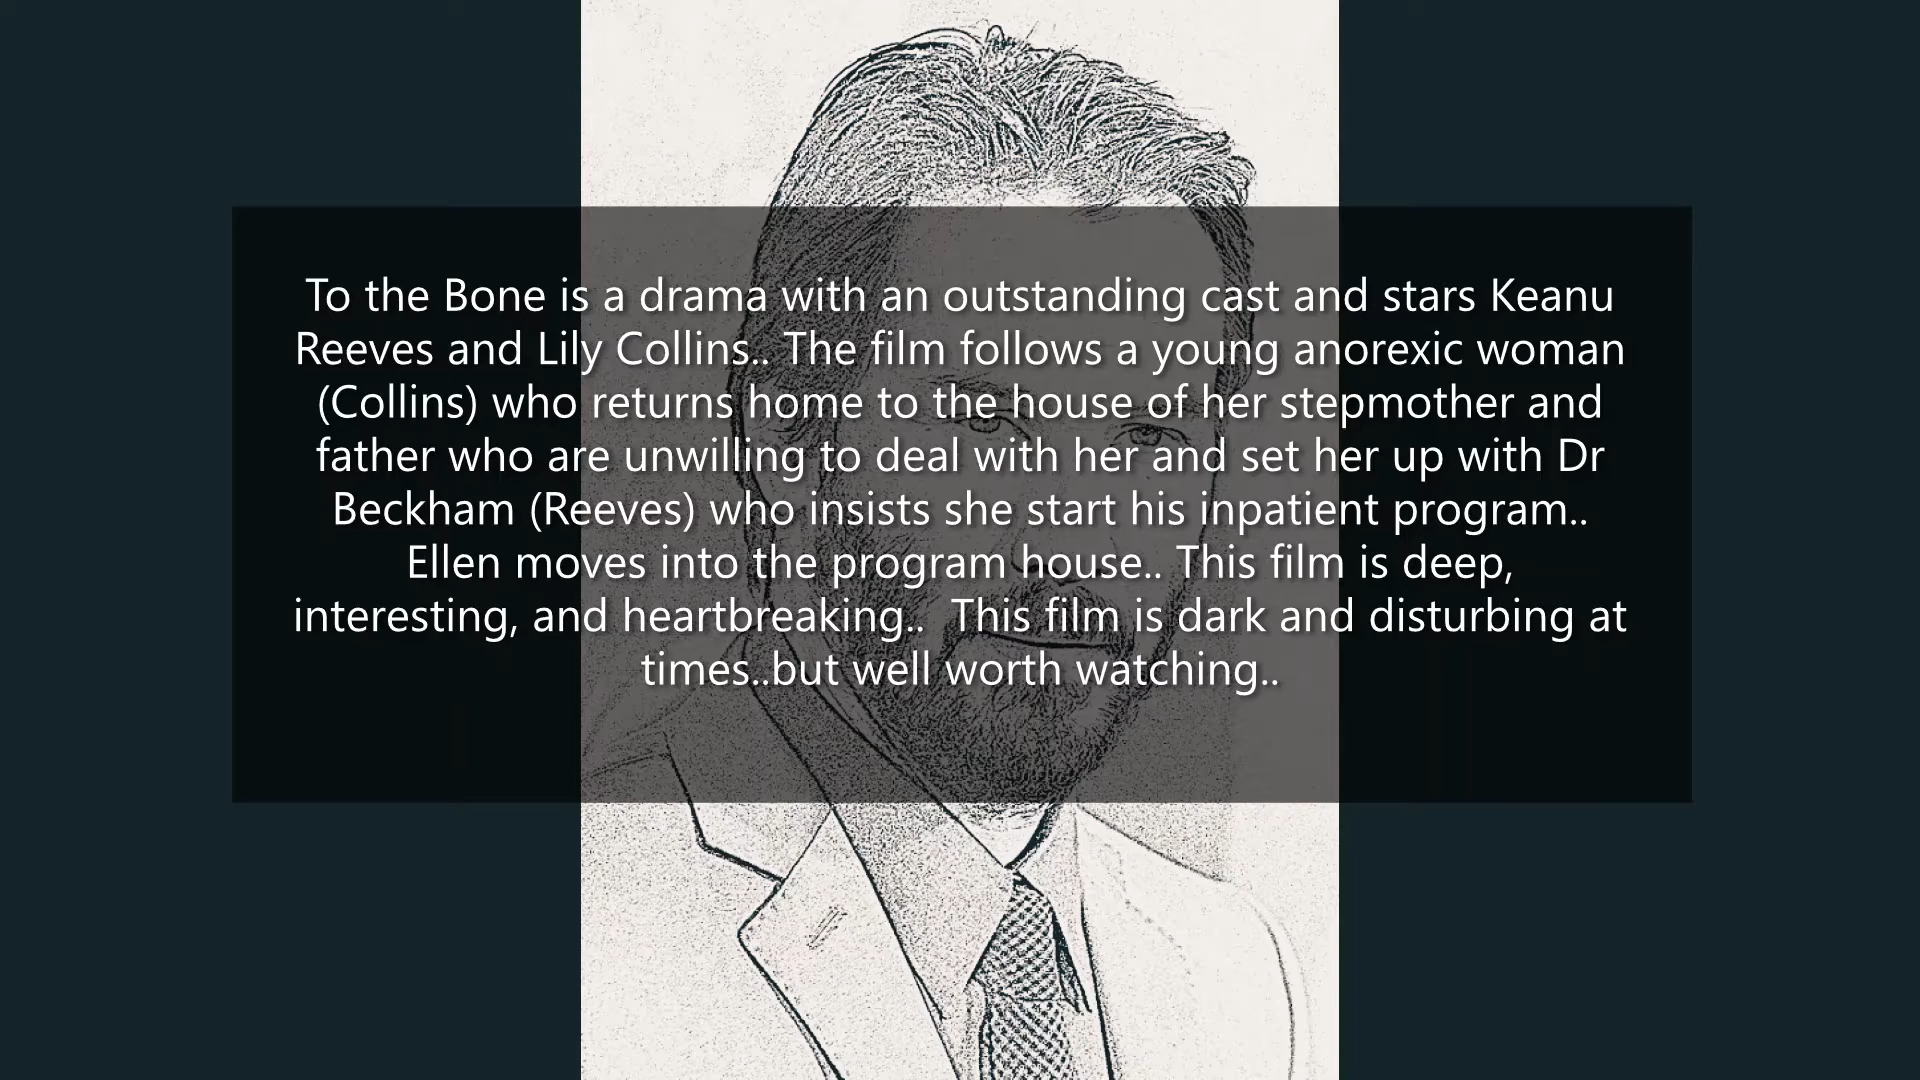 To the Bone is a drama with an outstanding cast and stars Keanu
Reeves and Lily Collins.. The film follows a young anorexic woman
(Collins) who returns home to the house of her stepmother and
father who are unwilling to deal with her and set her up with Dr
Beckham (Reeves) who insists she start his inpatient program..
Ellen moves into the program house.. This film is deep,
interesting, and heartbreaking..  This film is dark and disturbing at
times..but well worth watching..